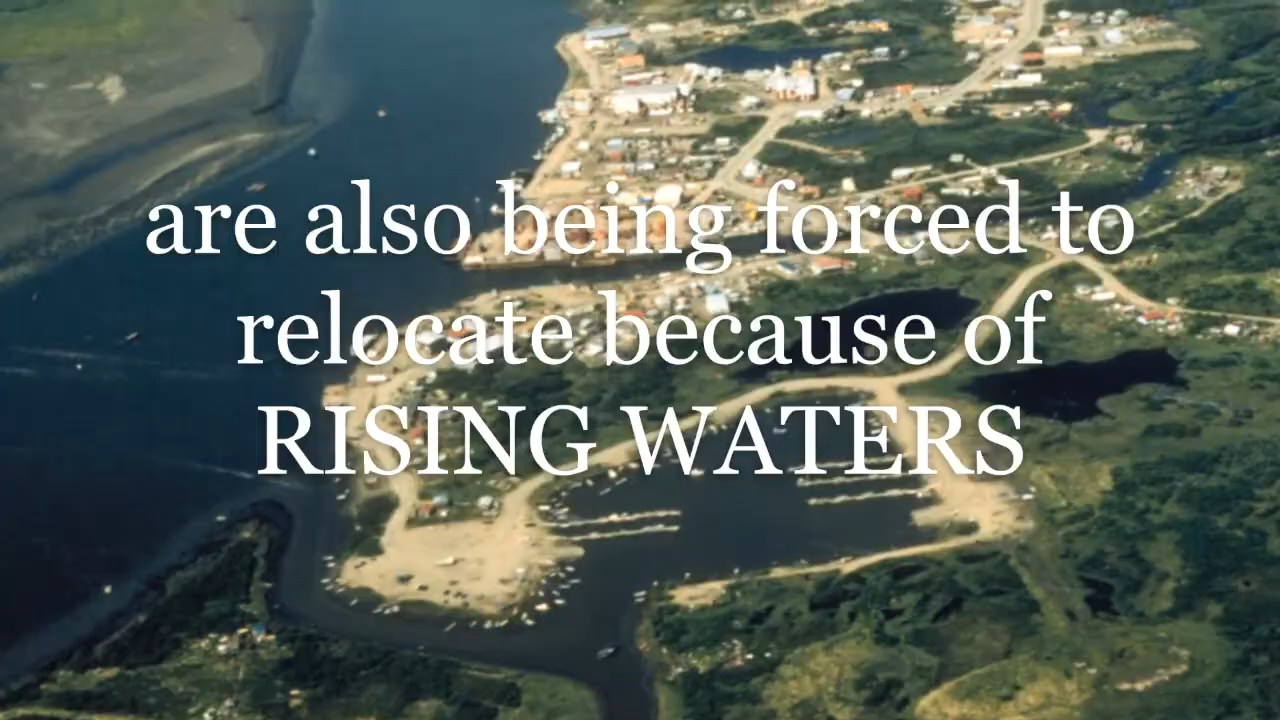 are also being forced to
relocate because of
RISING WATERS